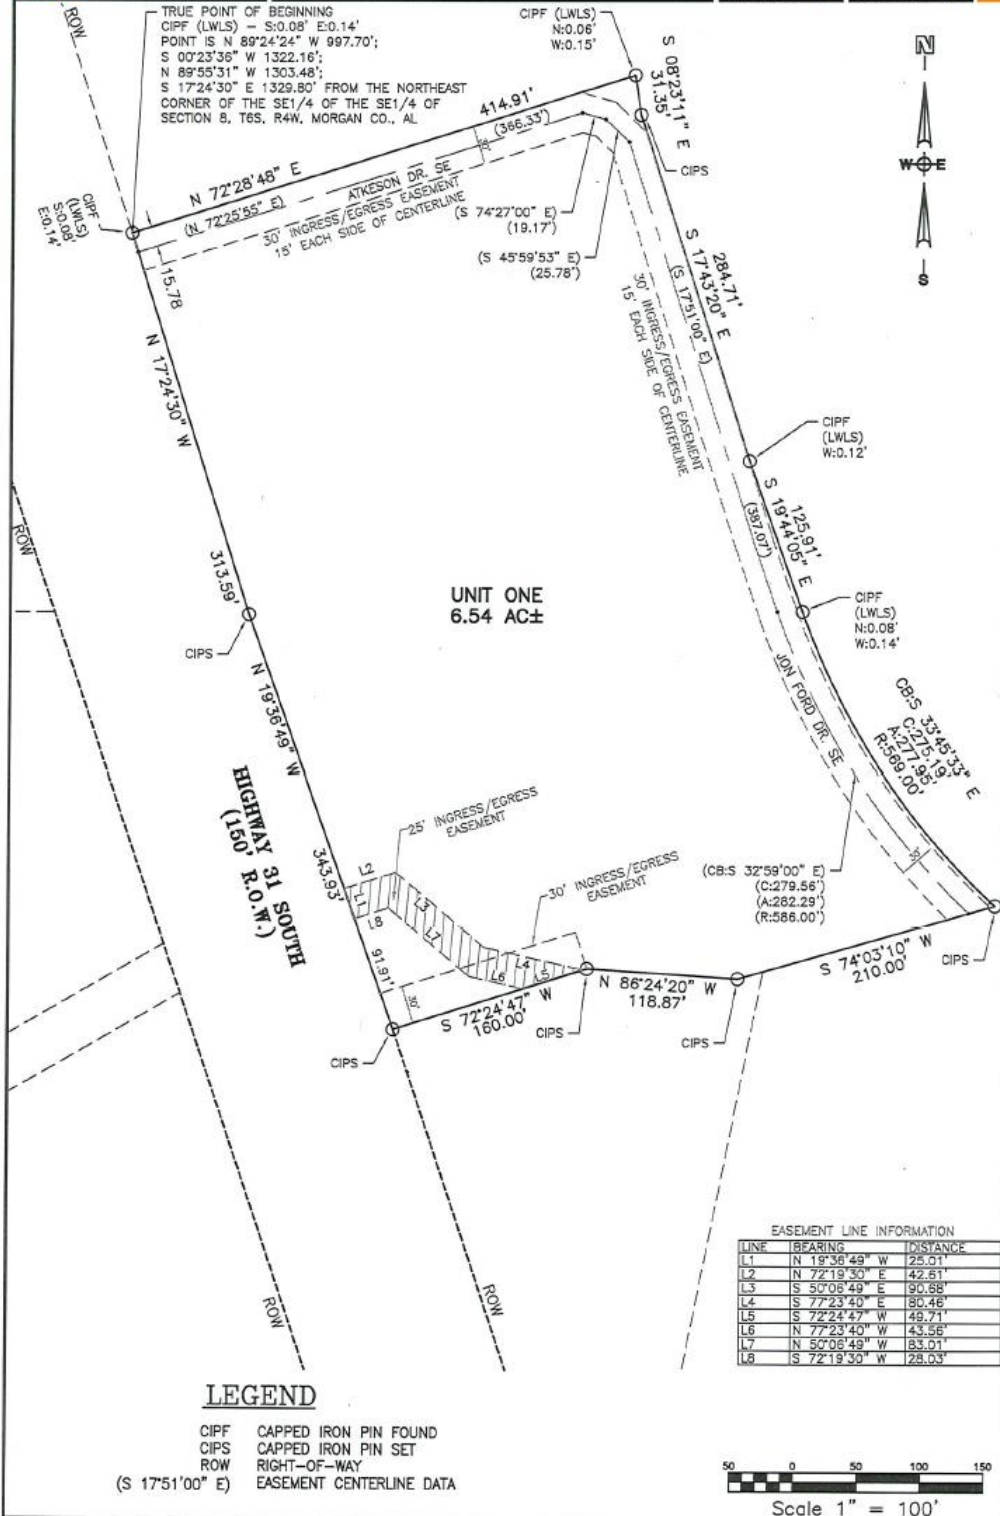 ROW
TRUE POINT OF BEGINNING
CIPF (LWLS) - S:0.08' E:0.14'
POINT IS N 89°24'24" W 997.70';
S 00°23'36" W 1322.16';
N 89°55'31" W 1303.48';
S 17°24'30" E 1329.80' FROM THE NORTHEAST
CORNER OF THE SE1/4 OF THE SE1/4 OF
SECTION 8, T6S, R4W, MORGAN CO., AL
CIPF (LWLS)
N:0.06'
W:0.15'
S 08°23'11" E
31.35'
CIPS
N
W E
S
414.91'
(366.33')
N 72°28'48" E
(N 72°25'55" E)
ATKESON DR. SE
30' INGRESS/EGRESS EASEMENT
15' EACH SIDE OF CENTERLINE
CIPF
(LWLS)
S:0.08'
E:0.14'
15.78
(S 74°27'00" E)
(19.17')
(S 45°59'53" E)
(25.78')
284.71'
S 17°43'20" E
(S 17°51'00" E)
30' INGRESS/EGRESS EASEMENT
15' EACH SIDE OF CENTERLINE
N 17°24'30" W
313.59'
CIPS
CIPF
(LWLS)
W:0.12'
125.91'
S 19°44'05" E
(387.07')
ROW
UNIT ONE
6.54 AC±
CIPF
(LWLS)
N:0.08'
W:0.14'
JON FORD DR. SE
CB:S 33°45'33" E
C:275.19'
A:277.95'
R:569.00'
N 19°36'49" W
343.93'
HIGHWAY 31 SOUTH
(150' R.O.W.)
25' INGRESS/EGRESS
EASEMENT
30' INGRESS/EGRESS
EASEMENT
(CB:S 32°59'00" E)
(C:279.56')
(A:282.29')
(R:586.00')
30'
L2
L1
L8
L3
L7
L4
L6
L5
91.91'
30'
S 72°24'47" W
160.00'
CIPS
CIPS
N 86°24'20" W
118.87'
CIPS
S 74°03'10" W
210.00'
CIPS
ROW
ROW
EASEMENT LINE INFORMATION
LINE BEARING DISTANCE
L1 N 19°36'49" W 25.01'
L2 N 72°19'30" E 42.61'
L3 S 50°06'49" E 90.68'
L4 S 77°23'40" E 80.46'
L5 S 72°24'47" W 49.71'
L6 N 77°23'40" W 43.56'
L7 N 50°06'49" W 83.01'
L8 S 72°19'30" W 28.03'
LEGEND
CIPF CAPPED IRON PIN FOUND
CIPS CAPPED IRON PIN SET
ROW RIGHT-OF-WAY
(S 17°51'00" E) EASEMENT CENTERLINE DATA
50 0 50 100 150
Scale 1" = 100'